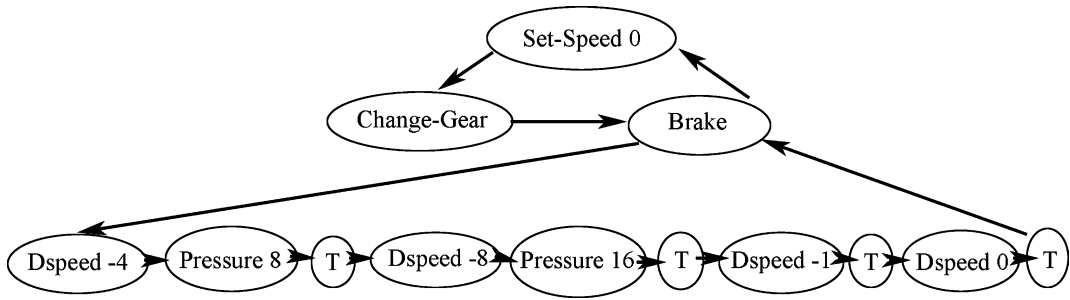 Set-Speed 0
Change-Gear
Brake
Dspeed -4
Pressure 8
T
Dspeed -8
Pressure 16
T
Dspeed -1
T
Dspeed 0
T